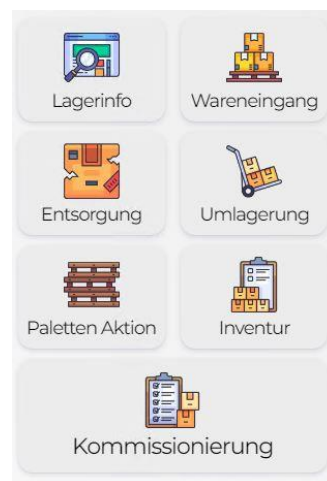 Lagerinfo
Wareneingang
Entsorgung
Umlagerung
Paletten Aktion
Inventur
Kommissionierung